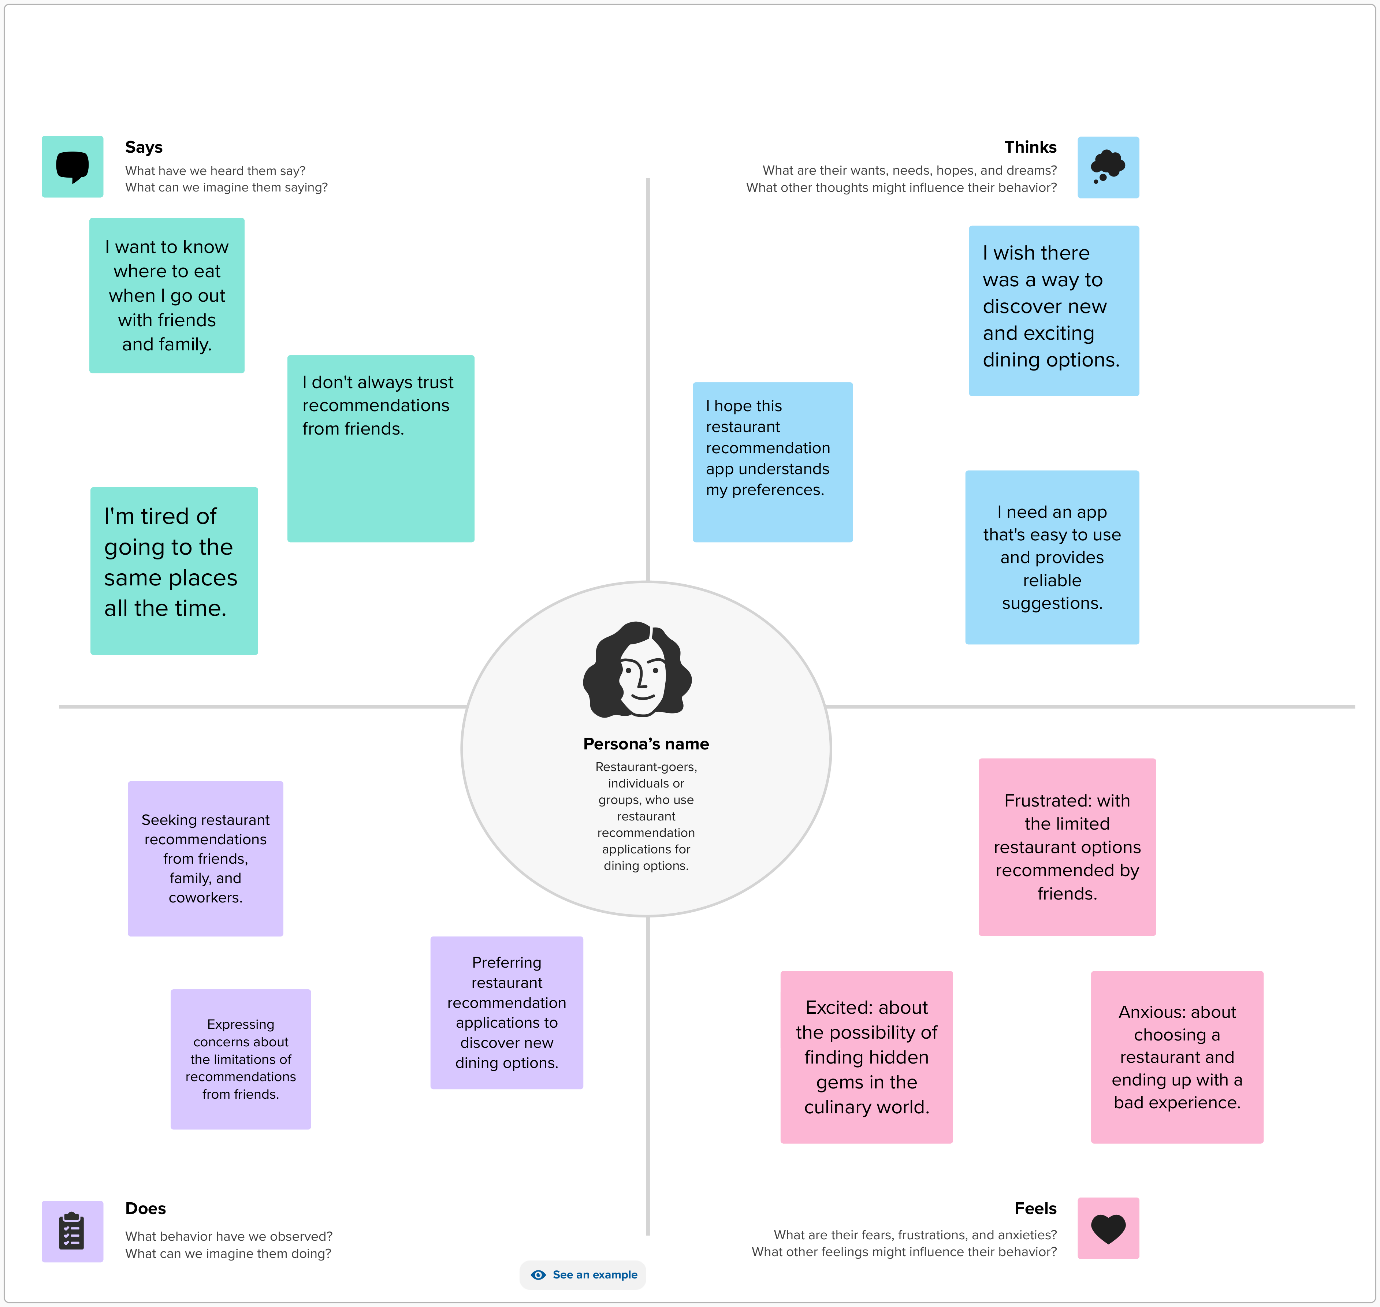 Says
What have we heard them say?
What can we imagine them saying?
I want to know
where to eat
when I go out
with friends
and family.
I don't always trust
recommendations
from friends.
I'm tired of
going to the
same places
all the time.
Thinks
What are their wants, needs, hopes, and dreams?
What other thoughts might influence their behavior?
I wish there
was a way to
discover new
and exciting
dining options.
I hope this
restaurant
recommendation
app understands
my preferences.
I need an app
that's easy to use
and provides
reliable
suggestions.
Persona's name
Restaurant-goers,
individuals or
groups, who use
restaurant
recommendation
applications for
dining options.
Seeking restaurant
recommendations
from friends,
family, and
coworkers.
Preferring
restaurant
recommendation
applications to
discover new
dining options.
Expressing
concerns about
the limitations of
recommendations
from friends.
Does
What behavior have we observed?
What can we imagine them doing?
Frustrated: with
the limited
restaurant options
recommended by
friends.
Excited: about
the possibility of
finding hidden
gems in the
culinary world.
Anxious: about
choosing a
restaurant and
ending up with a
bad experience.
Feels
What are their fears, frustrations, and anxieties?
What other feelings might influence their behavior?
See an example